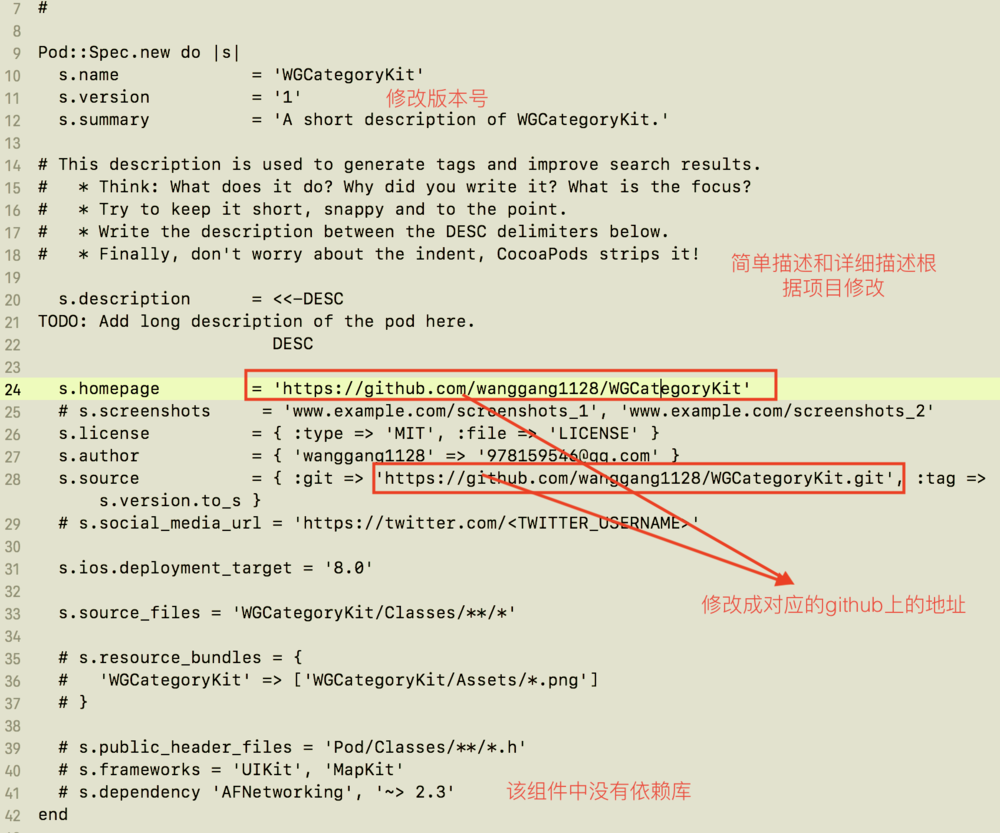 7 #
8
9 Pod::Spec.new do |s|
10 s.name = 'WGCategoryKit'
11 s.version = '1' 修改版本号
12 s.summary = 'A short description of WGCategoryKit.'
13
14 # This description is used to generate tags and improve search results.
15 # * Think: What does it do? Why did you write it? What is the focus?
16 # * Try to keep it short, snappy and to the point.
17 # * Write the description between the DESC delimiters below.
18 # * Finally, don't worry about the indent, CocoaPods strips it!
简单描述和详细描述根
据项目修改
19
20 s.description = <<-DESC
21 TODO: Add long description of the pod here.
22 DESC
23
24 s.homepage = 'https://github.com/wanggang1128/WGCategoryKit'
25 # s.screenshots = 'www.example.com/screenshots_1', 'www.example.com/screenshots_2'
26 s.license = { :type => 'MIT', :file => 'LICENSE' }
27 s.author = { 'wanggang1128' => '978159546@qq.com' }
28 s.source = { :git => 'https://github.com/wanggang1128/WGCategoryKit.git', :tag =>
s.version.to_s }
29 # s.social_media_url = 'https://twitter.com/<TWITTER_USERNAME>'
30
31 s.ios.deployment_target = '8.0'
32
33 s.source_files = 'WGCategoryKit/Classes/**/*'
修改成对应的github上的地址
34
35 # s.resource_bundles = {
36 # 'WGCategoryKit' => ['WGCategoryKit/Assets/*.png']
37 # }
38
39 # s.public_header_files = 'Pod/Classes/**/*.h'
40 # s.frameworks = 'UIKit', 'MapKit'
41 # s.dependency 'AFNetworking', '~> 2.3' 该组件中没有依赖库
42 end